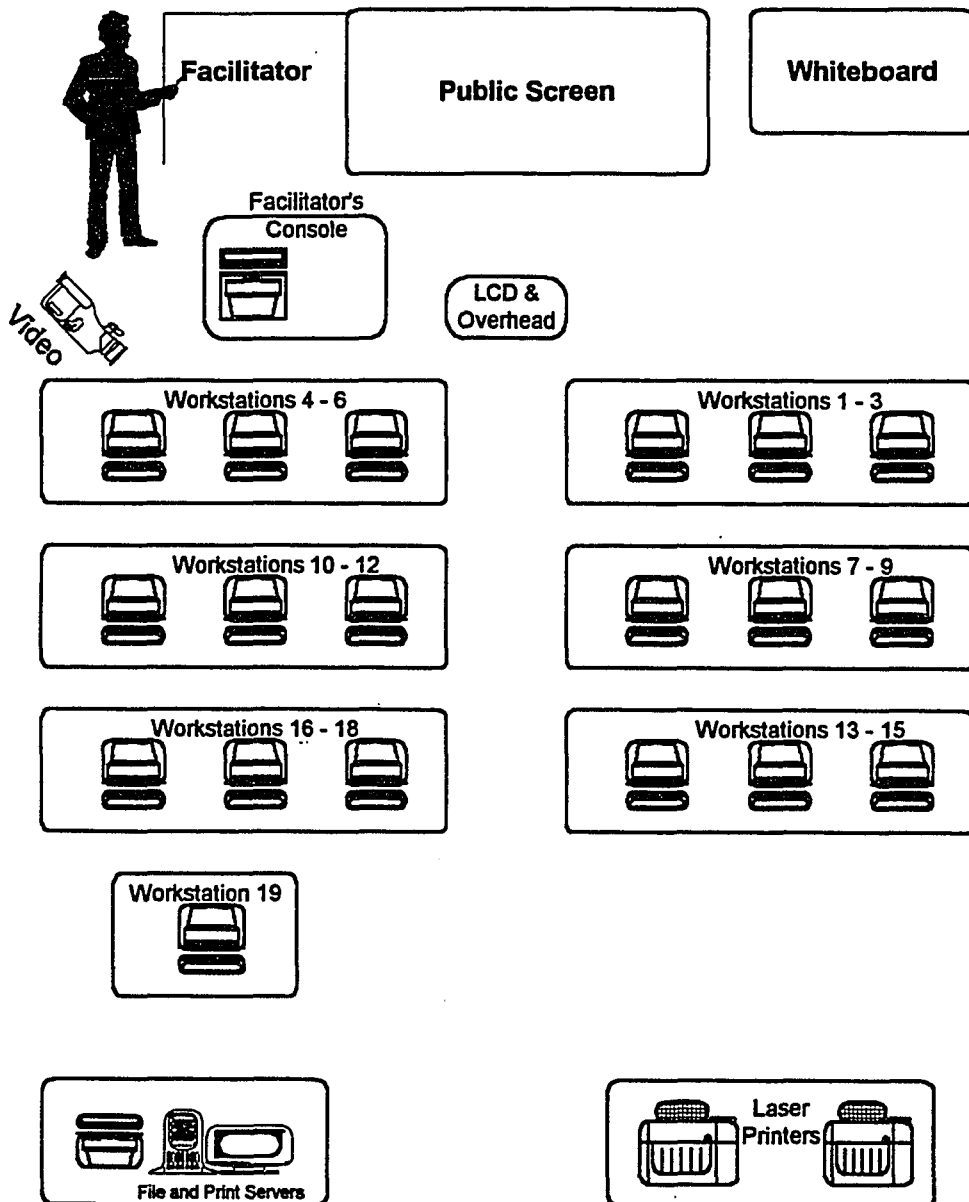 Facilitator
Public Screen
Whiteboard
Facilitator's
Console
LCD &
Overhead
Video
Workstations 4 - 6
Workstations 1 - 3
Workstations 10 - 12
Workstations 7 - 9
Workstations 16 - 18
Workstations 13 - 15
Workstation 19
File and Print Servers
Laser
Printers